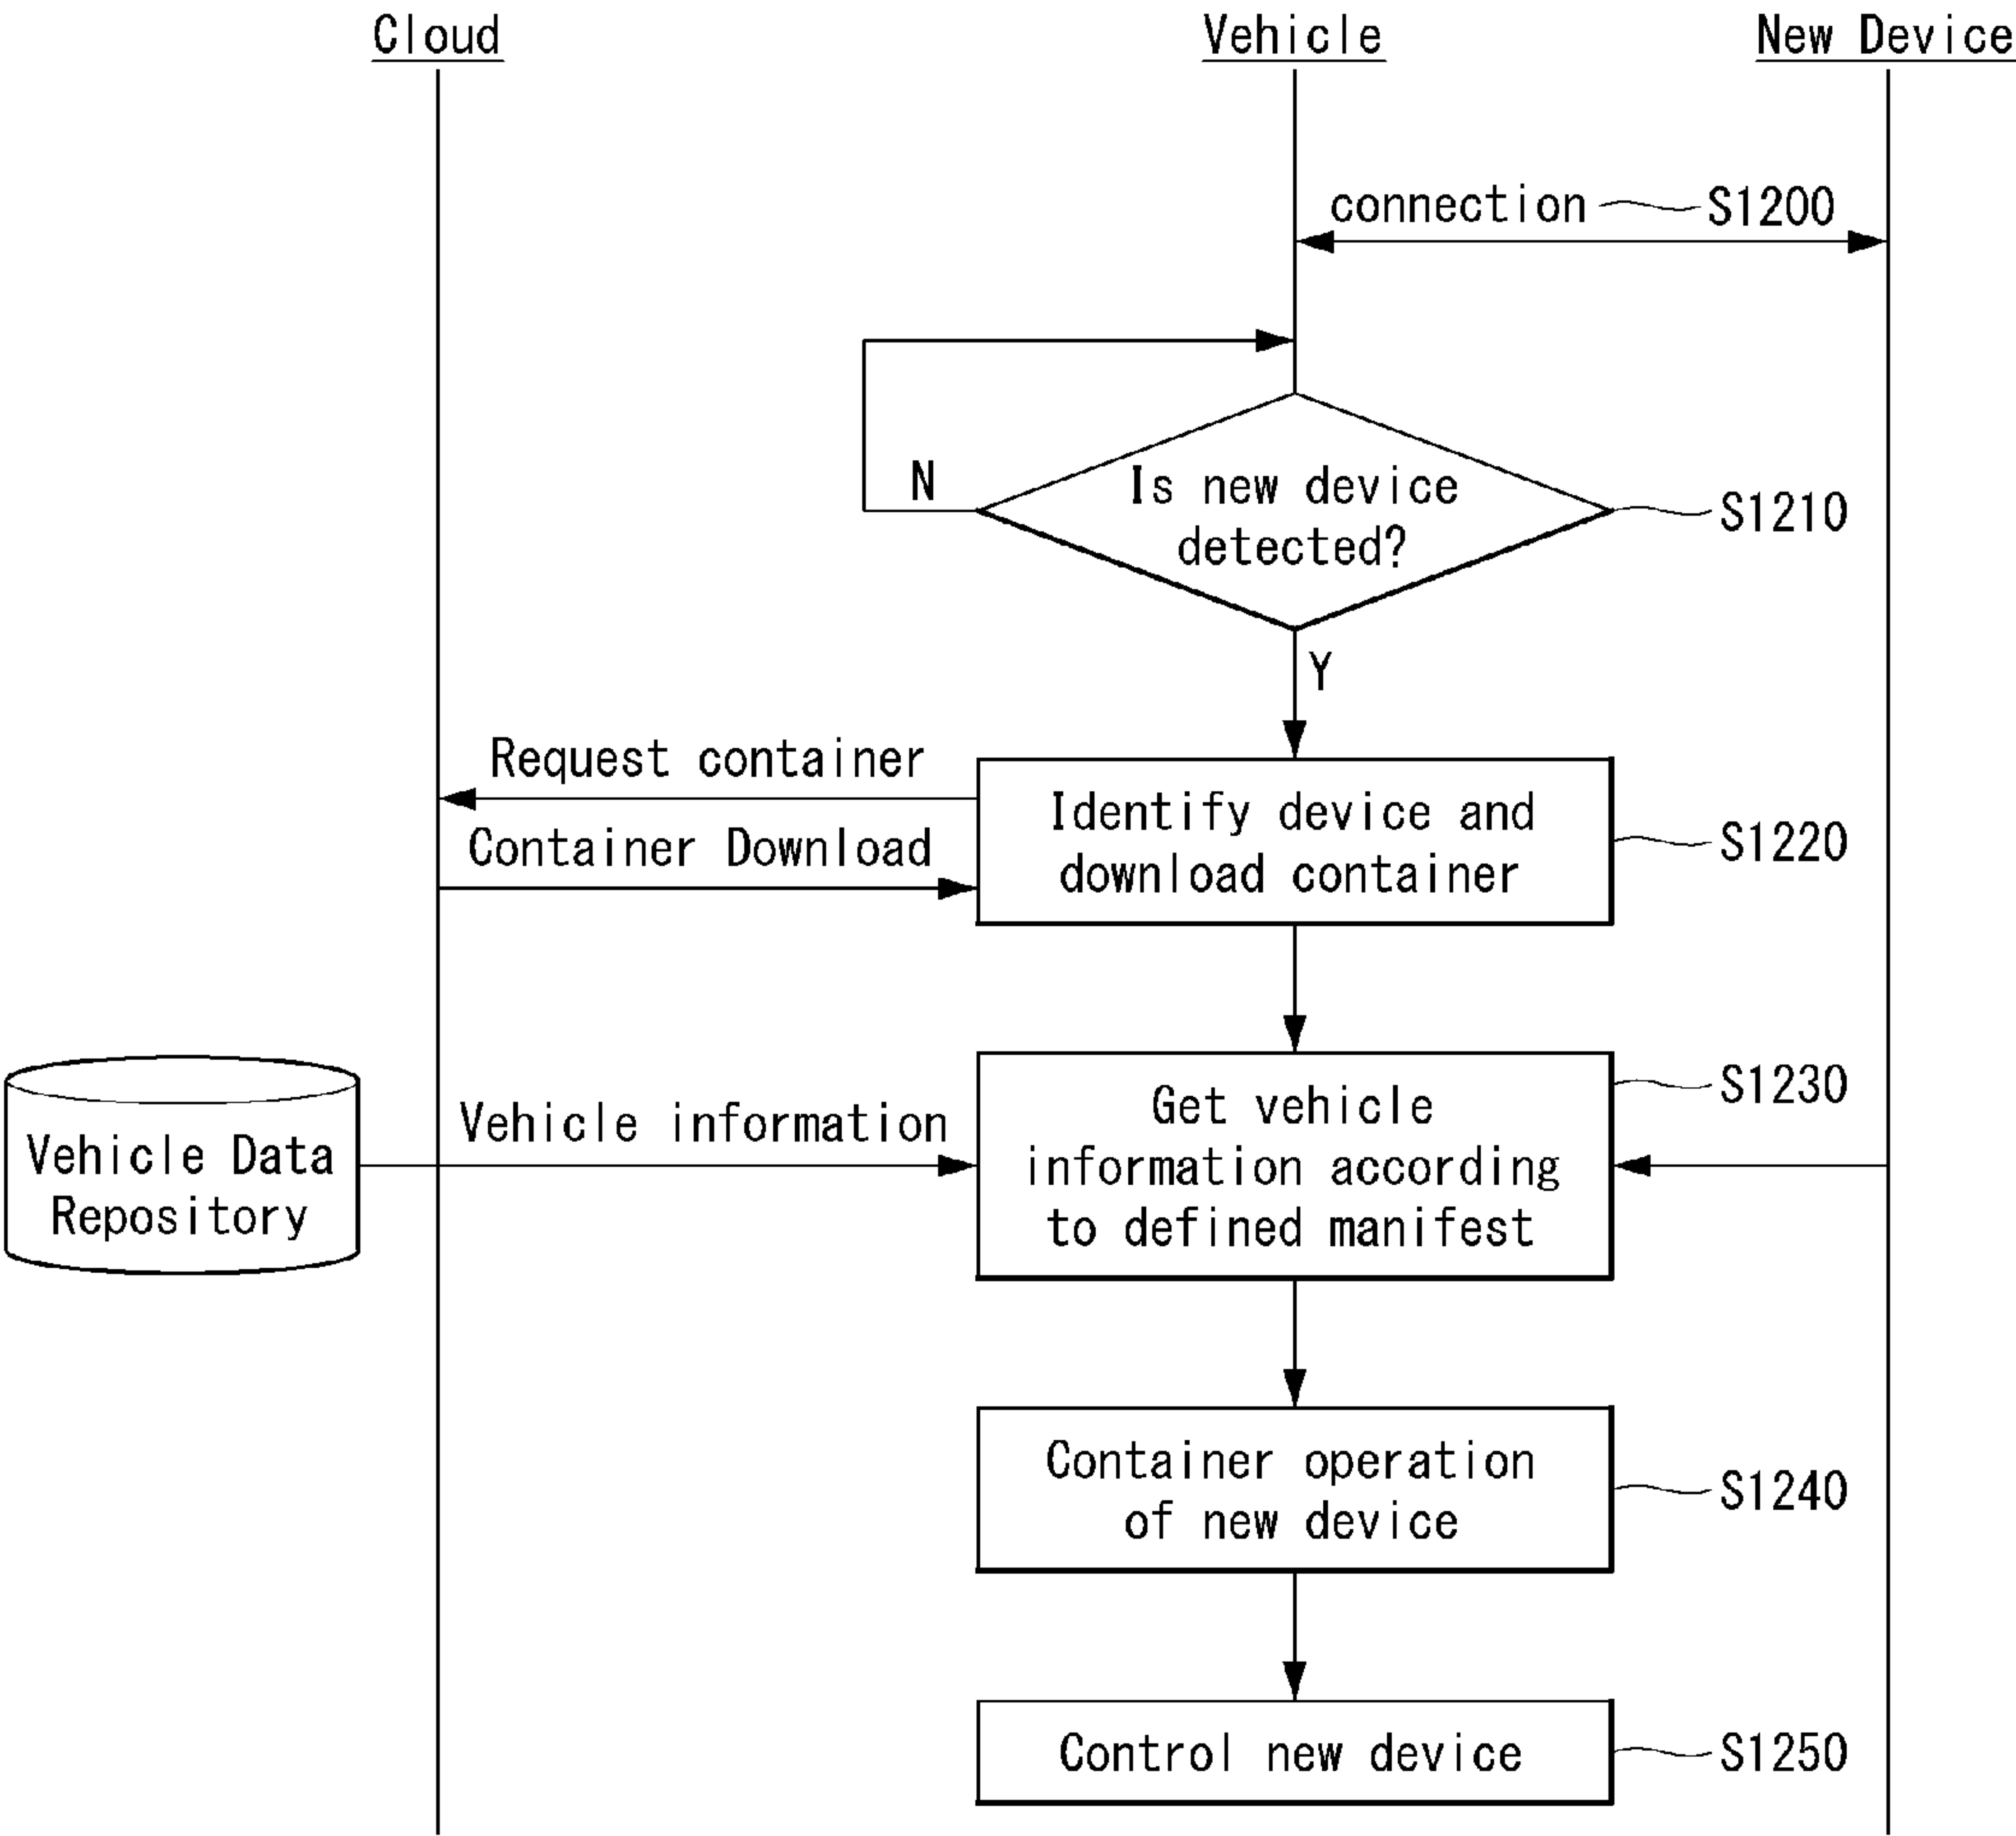 Cloud
Vehicle
New Device
connection
S1200
N
Is new device
detected?
S1210
Y
Request container
Container Download
Identify device and
download container
S1220
Vehicle Data
Repository
Vehicle information
Get vehicle
information according
to defined manifest
S1230
Container operation
of new device
S1240
Control new device
S1250